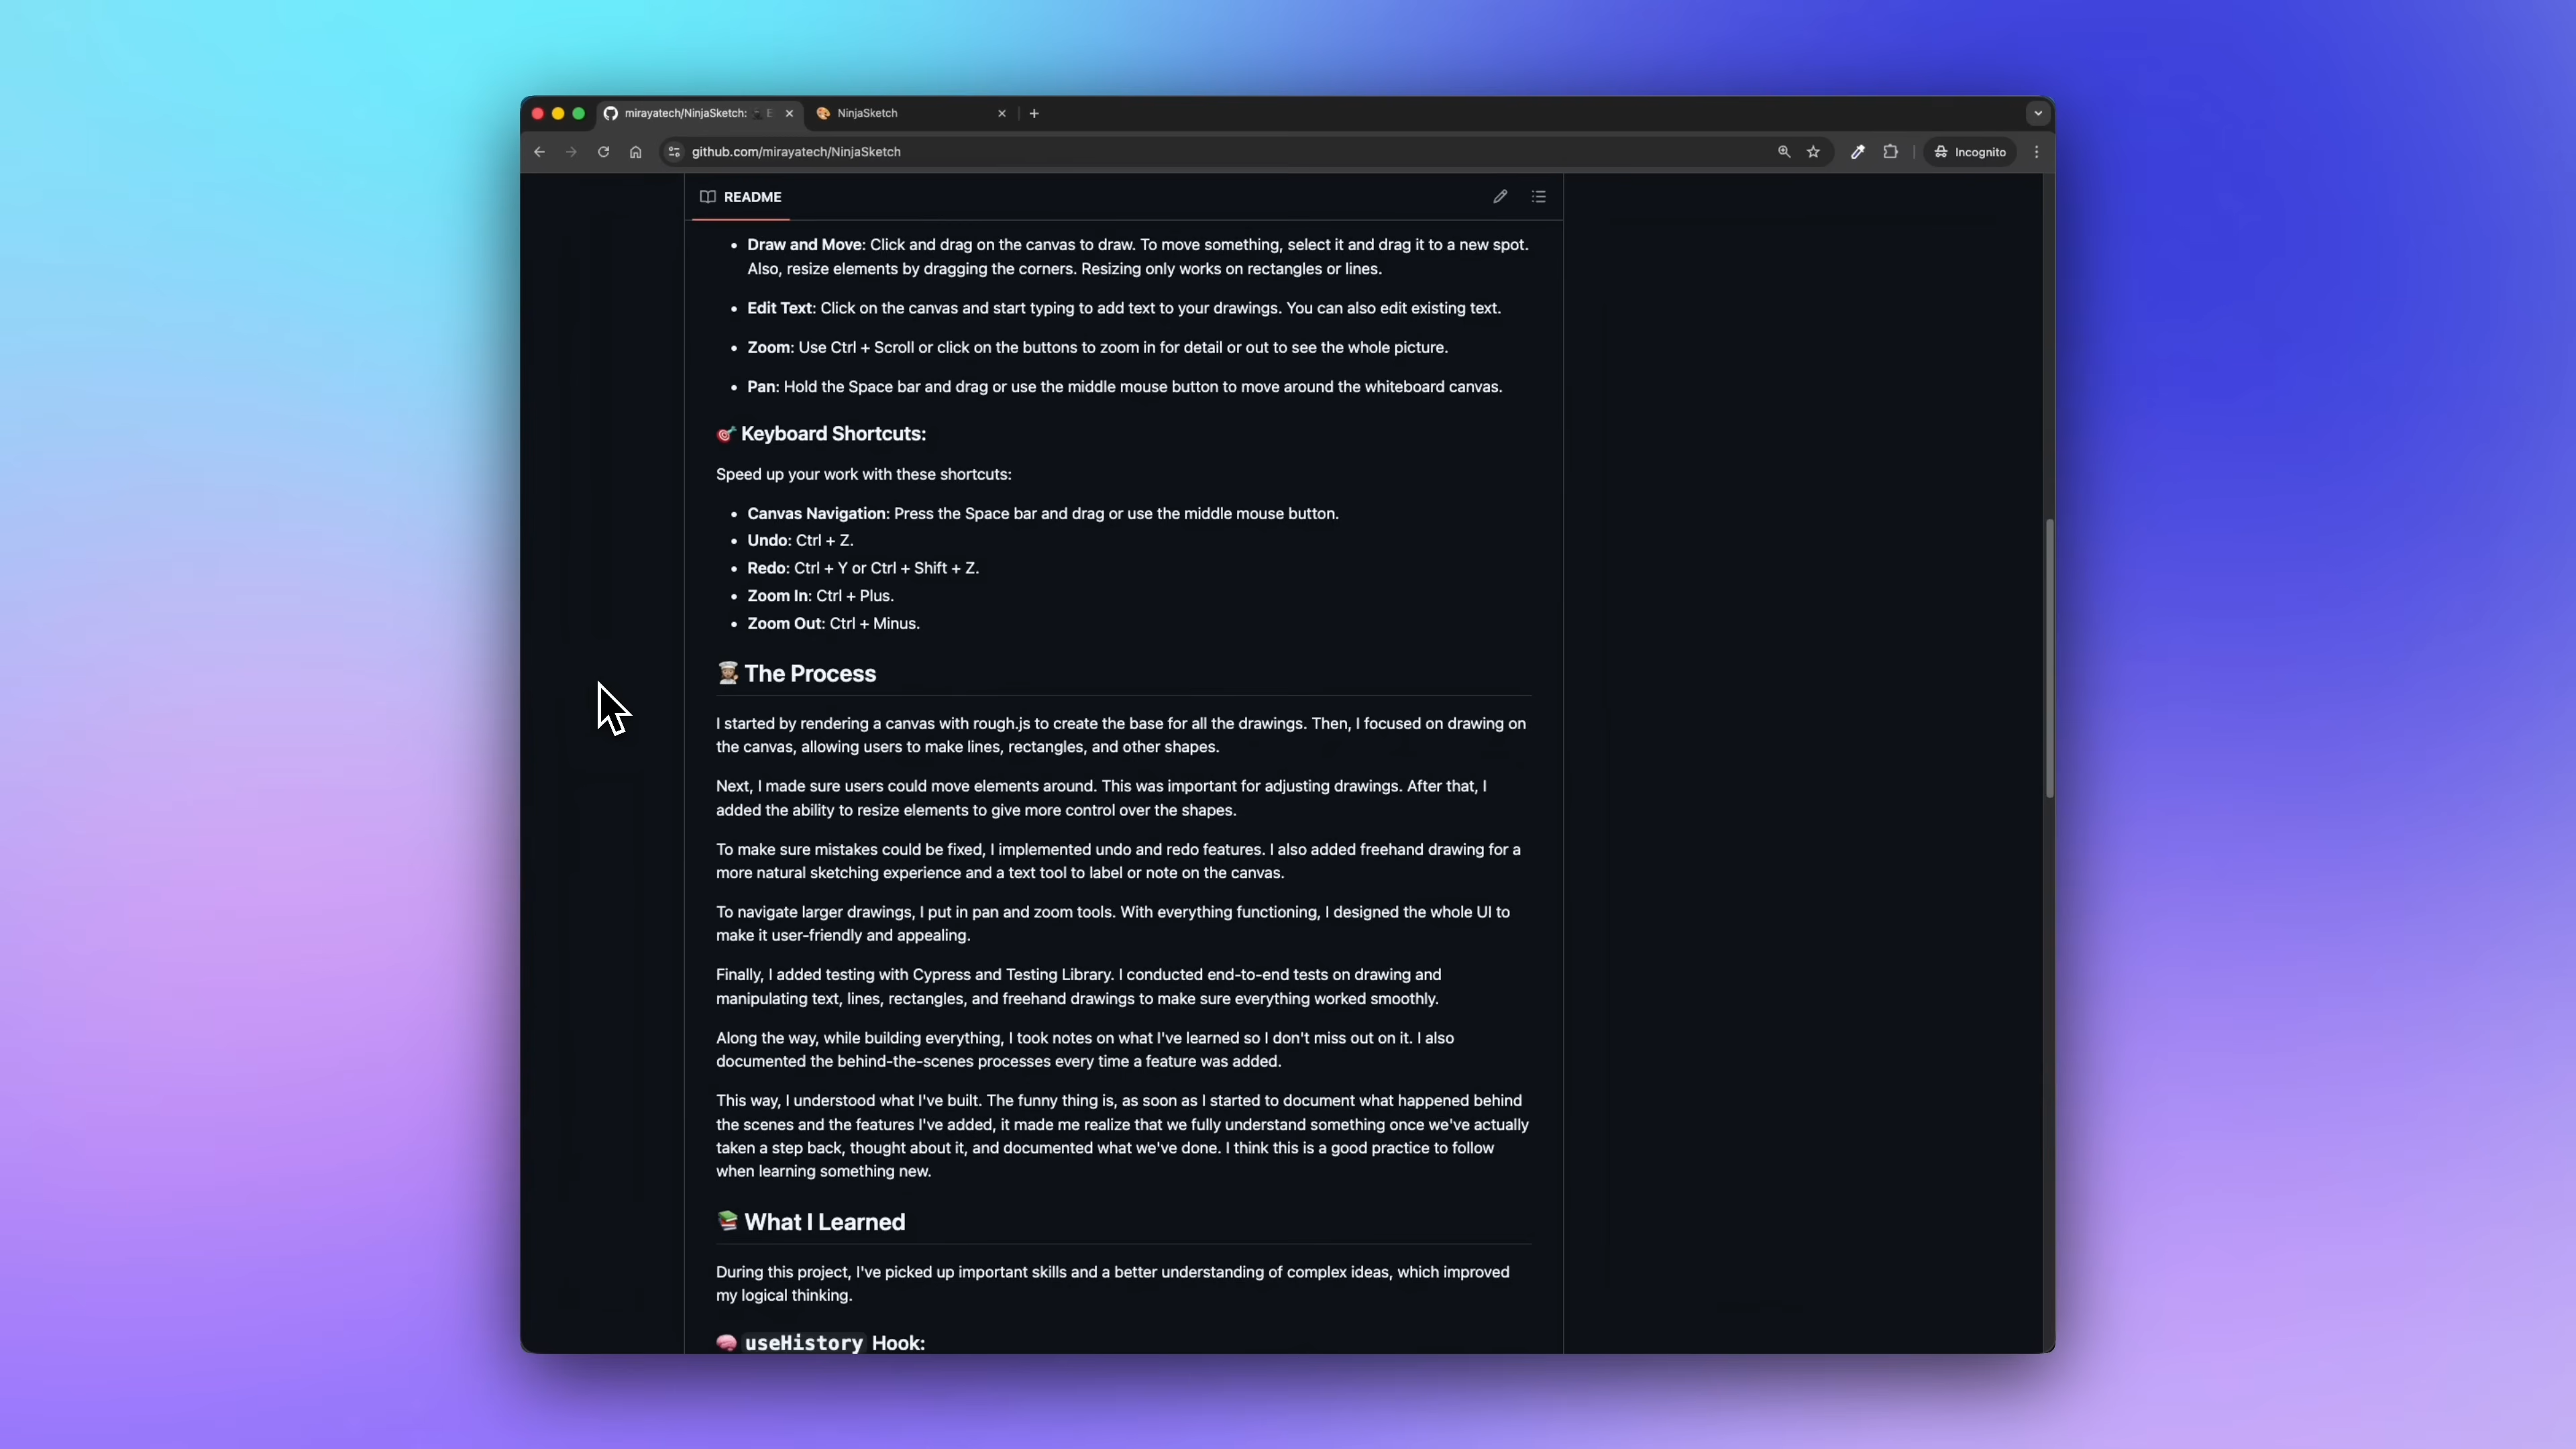 mirayatech/NinjaSketch:
NinjaSketch
github.com/mirayatech/NinjaSketch
Incognito
README
Draw and Move: Click and drag on the canvas to draw. To move something, select it and drag it to a new spot.
Also, resize elements by dragging the corners. Resizing only works on rectangles or lines.
Edit Text: Click on the canvas and start typing to add text to your drawings. You can also edit existing text.
Zoom: Use Ctrl + Scroll or click on the buttons to zoom in for detail or out to see the whole picture.
Pan: Hold the Space bar and drag or use the middle mouse button to move around the whiteboard canvas.
🎯 Keyboard Shortcuts:
Speed up your work with these shortcuts:
Canvas Navigation: Press the Space bar and drag or use the middle mouse button.
Undo: Ctrl + Z.
Redo: Ctrl + Y or Ctrl + Shift + Z.
Zoom In: Ctrl + Plus.
Zoom Out: Ctrl + Minus.
The Process
I started by rendering a canvas with rough.js to create the base for all the drawings. Then, I focused on drawing on
the canvas, allowing users to make lines, rectangles, and other shapes.
Next, I made sure users could move elements around. This was important for adjusting drawings. After that, I
added the ability to resize elements to give more control over the shapes.
To make sure mistakes could be fixed, I implemented undo and redo features. I also added freehand drawing for a
more natural sketching experience and a text tool to label or note on the canvas.
To navigate larger drawings, I put in pan and zoom tools. With everything functioning, I designed the whole UI to
make it user-friendly and appealing.
Finally, I added testing with Cypress and Testing Library. I conducted end-to-end tests on drawing and
manipulating text, lines, rectangles, and freehand drawings to make sure everything worked smoothly.
Along the way, while building everything, I took notes on what I've learned so I don't miss out on it. I also
documented the behind-the-scenes processes every time a feature was added.
This way, I understood what I've built. The funny thing is, as soon as I started to document what happened behind
the scenes and the features I've added, it made me realize that we fully understand something once we've actually
taken a step back, thought about it, and documented what we've done. I think this is a good practice to follow
when learning something new.
📚 What I Learned
During this project, I've picked up important skills and a better understanding of complex ideas, which improved
my logical thinking.
🧠 useHistory Hook: